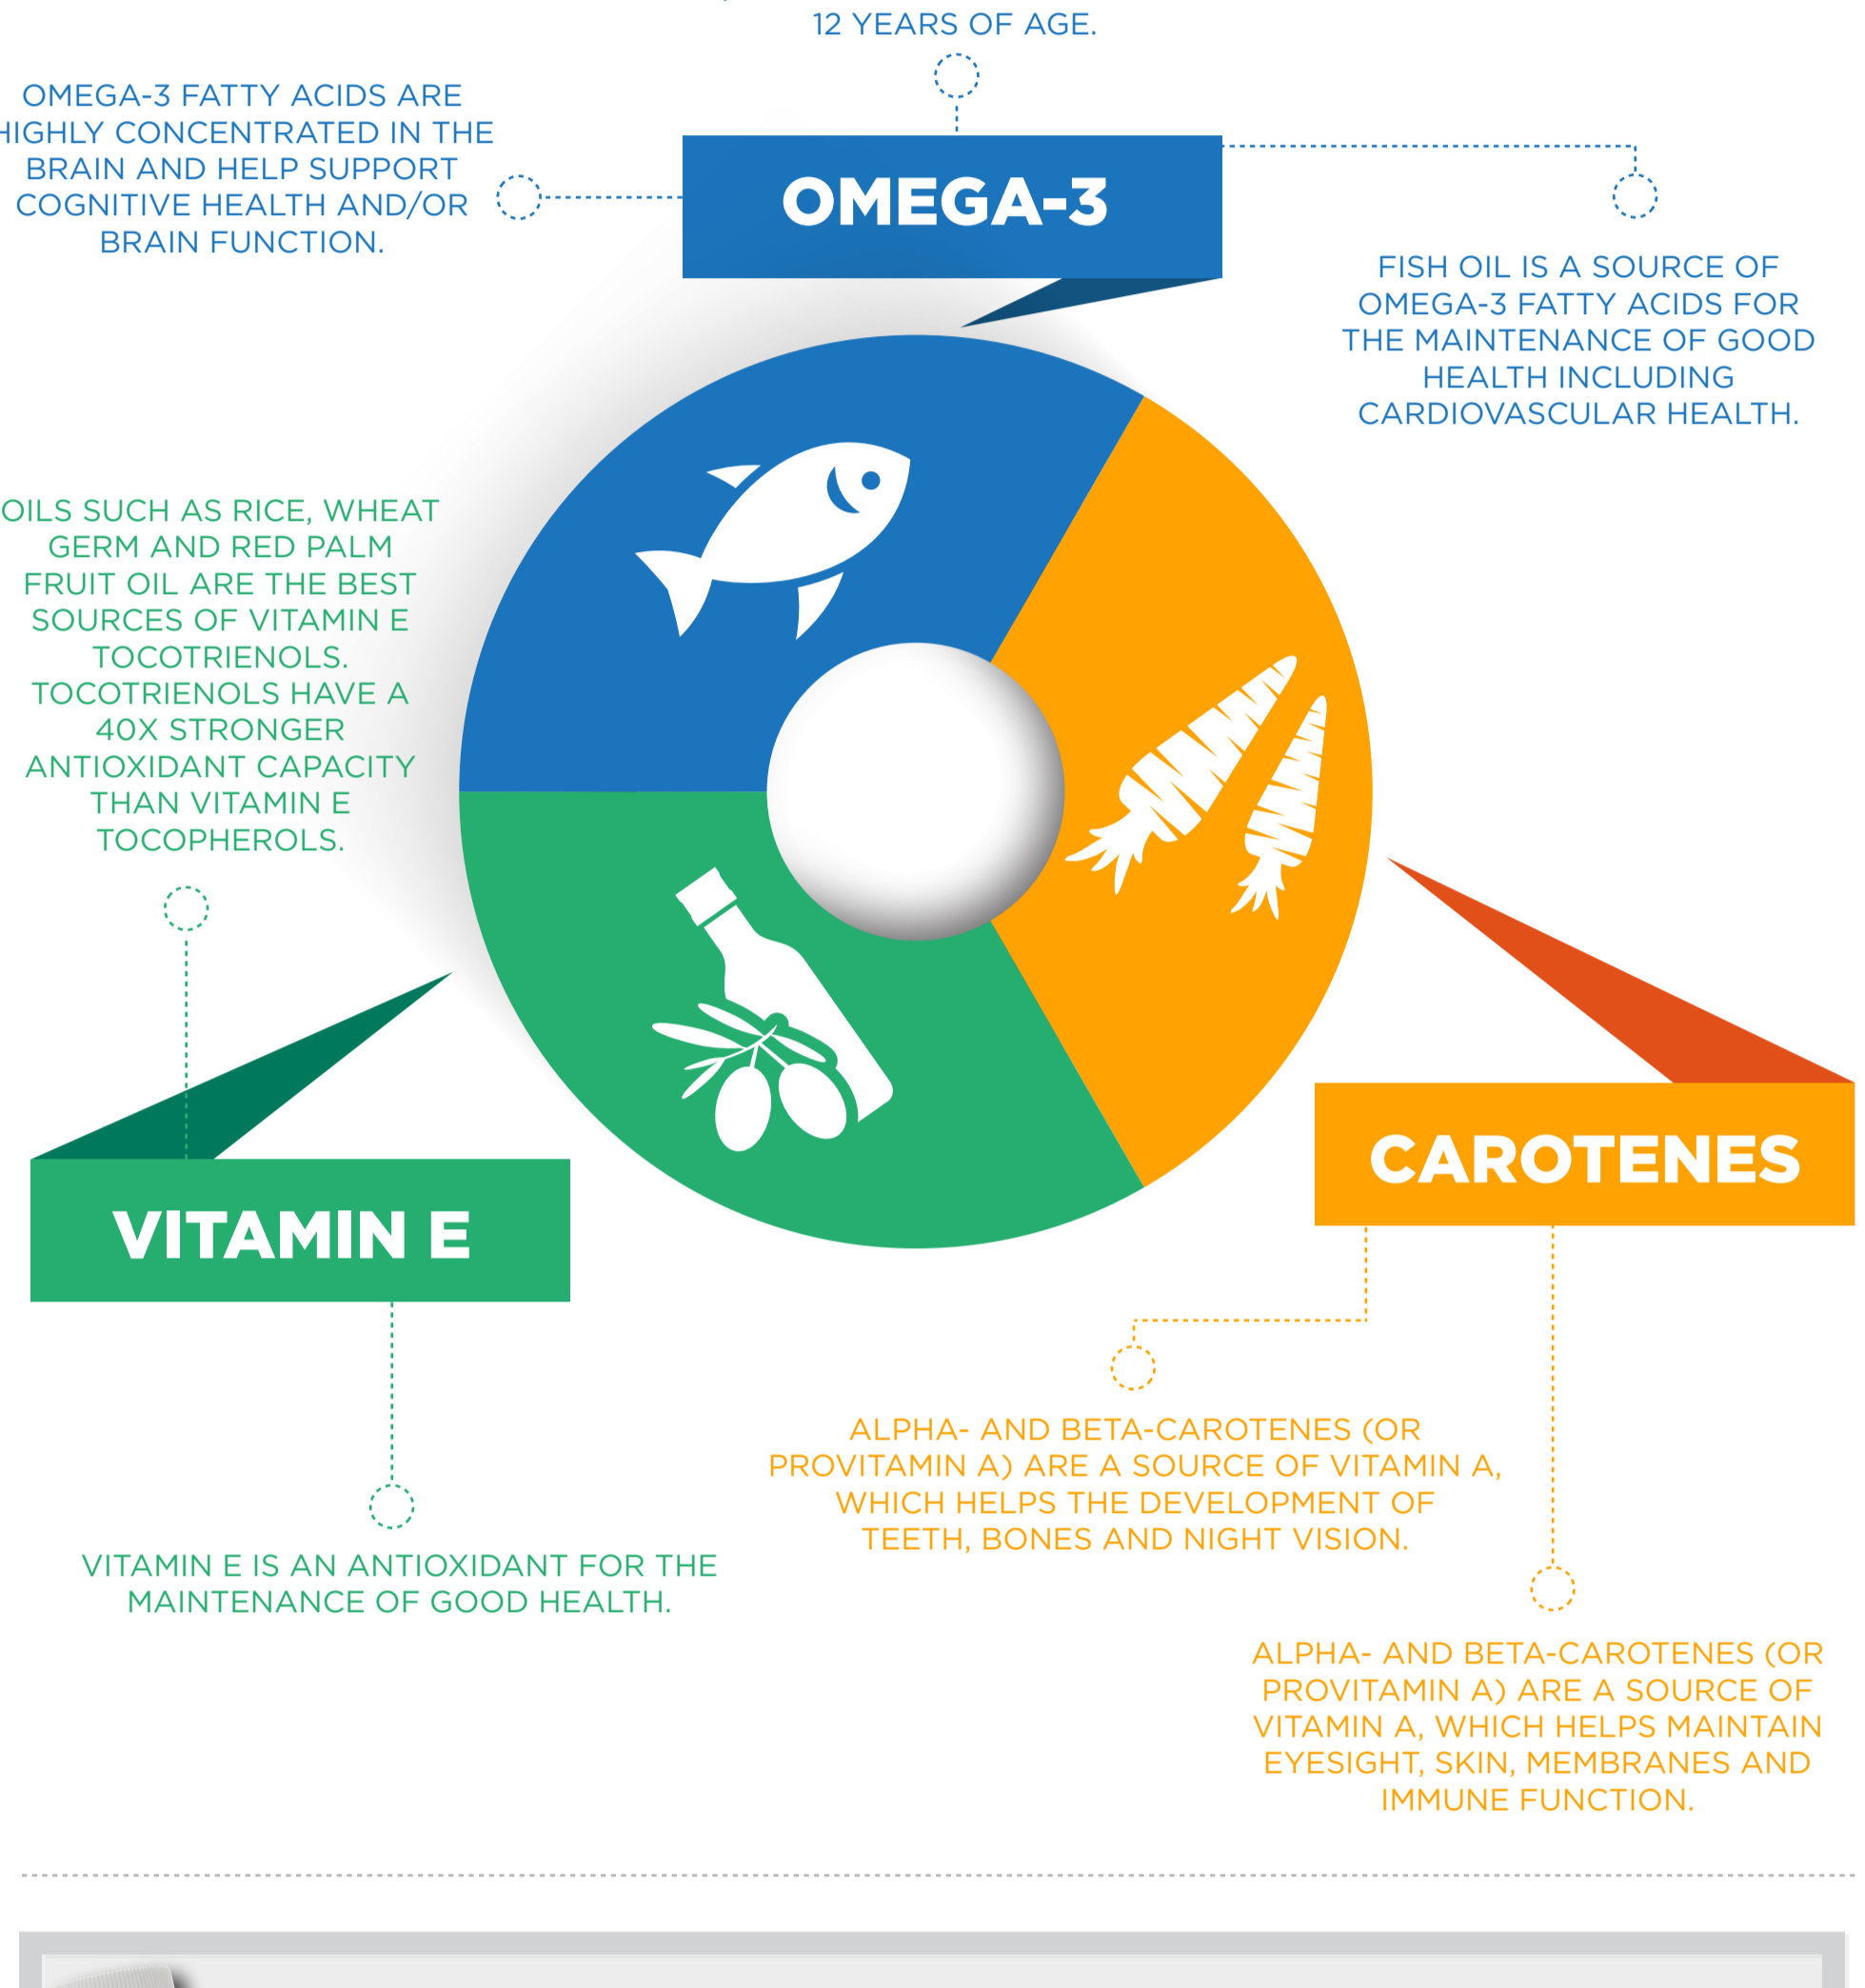 12 YEARS OF AGE.
OMEGA-3 FATTY ACIDS ARE
HIGHLY CONCENTRATED IN THE
BRAIN AND HELP SUPPORT
COGNITIVE HEALTH AND/OR
BRAIN FUNCTION.
OMEGA-3
FISH OIL IS A SOURCE OF
OMEGA-3 FATTY ACIDS FOR
THE MAINTENANCE OF GOOD
HEALTH INCLUDING
CARDIOVASCULAR HEALTH.
OILS SUCH AS RICE, WHEAT
GERM AND RED PALM
FRUIT OIL ARE THE BEST
SOURCES OF VITAMIN E
TOCOTRIENOLS.
TOCOTRIENOLS HAVE A
40X STRONGER
ANTIOXIDANT CAPACITY
THAN VITAMIN E
TOCOPHEROLS.
VITAMIN E
CAROTENES
ALPHA- AND BETA-CAROTENES (OR
PROVITAMIN A) ARE A SOURCE OF VITAMIN A,
WHICH HELPS THE DEVELOPMENT OF
TEETH, BONES AND NIGHT VISION.
VITAMIN E IS AN ANTIOXIDANT FOR THE
MAINTENANCE OF GOOD HEALTH.
ALPHA- AND BETA-CAROTENES (OR
PROVITAMIN A) ARE A SOURCE OF
VITAMIN A, WHICH HELPS MAINTAIN
EYESIGHT, SKIN, MEMBRANES AND
IMMUNE FUNCTION.